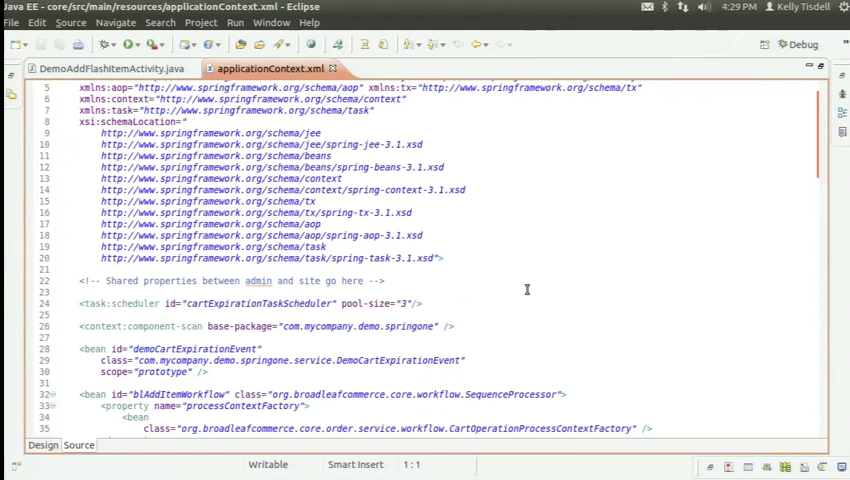 Java EE - core/src/main/resources/applicationContext.xml - Eclipse
4:29 PM Kelly Tisdell
File Edit Source Navigate Search Project Run Window Help
Debug
DemoAddFlashItemActivity.java applicationContext.xml
5 xmlns:aop="http://www.springframework.org/schema/aop" xmlns:tx="http://www.springframework.org/schema/tx"
6 xmlns:context="http://www.springframework.org/schema/context"
7 xmlns:task="http://www.springframework.org/schema/task"
8 xsi:schemaLocation="
9 http://www.springframework.org/schema/jee
10 http://www.springframework.org/schema/jee/spring-jee-3.1.xsd
11 http://www.springframework.org/schema/beans
12 http://www.springframework.org/schema/beans/spring-beans-3.1.xsd
13 http://www.springframework.org/schema/context
14 http://www.springframework.org/schema/context/spring-context-3.1.xsd
15 http://www.springframework.org/schema/tx
16 http://www.springframework.org/schema/tx/spring-tx-3.1.xsd
17 http://www.springframework.org/schema/aop
18 http://www.springframework.org/schema/aop/spring-aop-3.1.xsd
19 http://www.springframework.org/schema/task
20 http://www.springframework.org/schema/task/spring-task-3.1.xsd">
21
22 <!-- Shared properties between admin and site go here -->
23
24 <task:scheduler id="cartExpirationTaskScheduler" pool-size="3"/>
25
26 <context:component-scan base-package="com.mycompany.demo.springone" />
27
28 <bean id="demoCartExpirationEvent"
29 class="com.mycompany.demo.springone.service.DemoCartExpirationEvent"
30 scope="prototype" />
31
32 <bean id="blAddItemWorkflow" class="org.broadleafcommerce.core.workflow.SequenceProcessor">
33 <property name="processContextFactory">
34 <bean
35 class="org.broadleafcommerce.core.order.service.workflow.CartOperationProcessContextFactory" />
Design Source
Writable Smart Insert 1 : 1